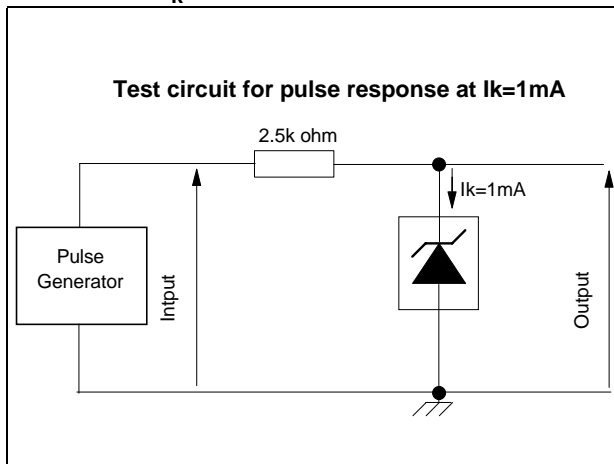 K
Test circuit for pulse response at Ik=1mA
2.5k ohm
Ik=1mA
Pulse
Generator
Intput
Output